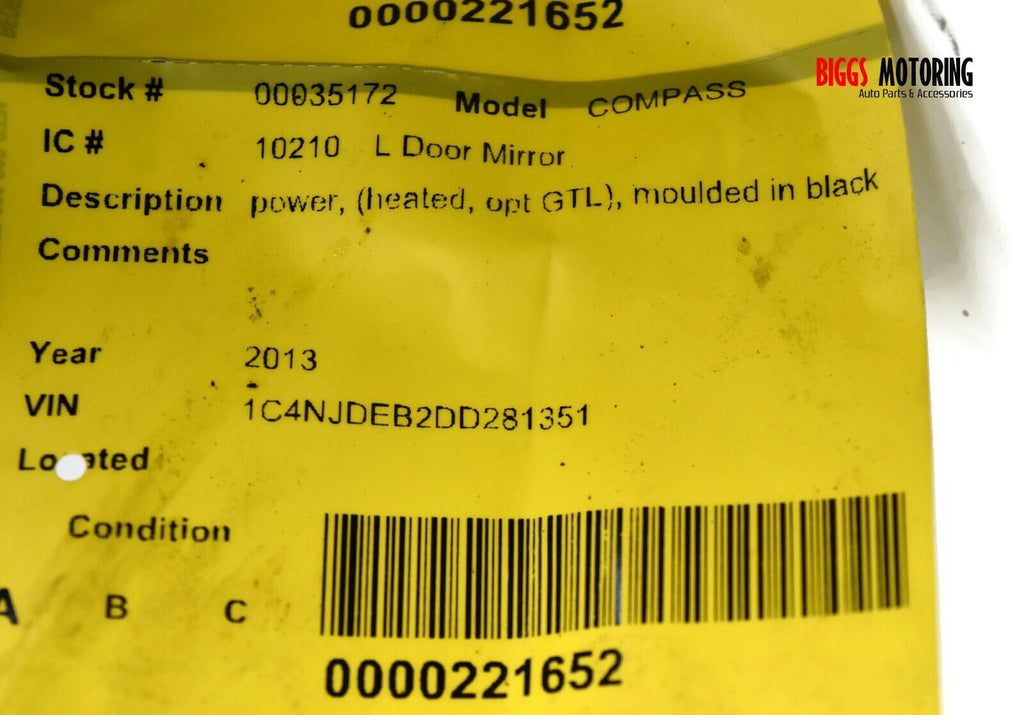 0000221652
BIGGS MOTORING
Auto Parts & Accessories
Stock # 00035172 Model COMPASS
IC # 10210 L Door Mirror
Description power, (heated, opt GTL), moulded in black
Comments
Year 2013
VIN 1C4NJDEB2DD281351
Located
Condition
A B C
0000221652